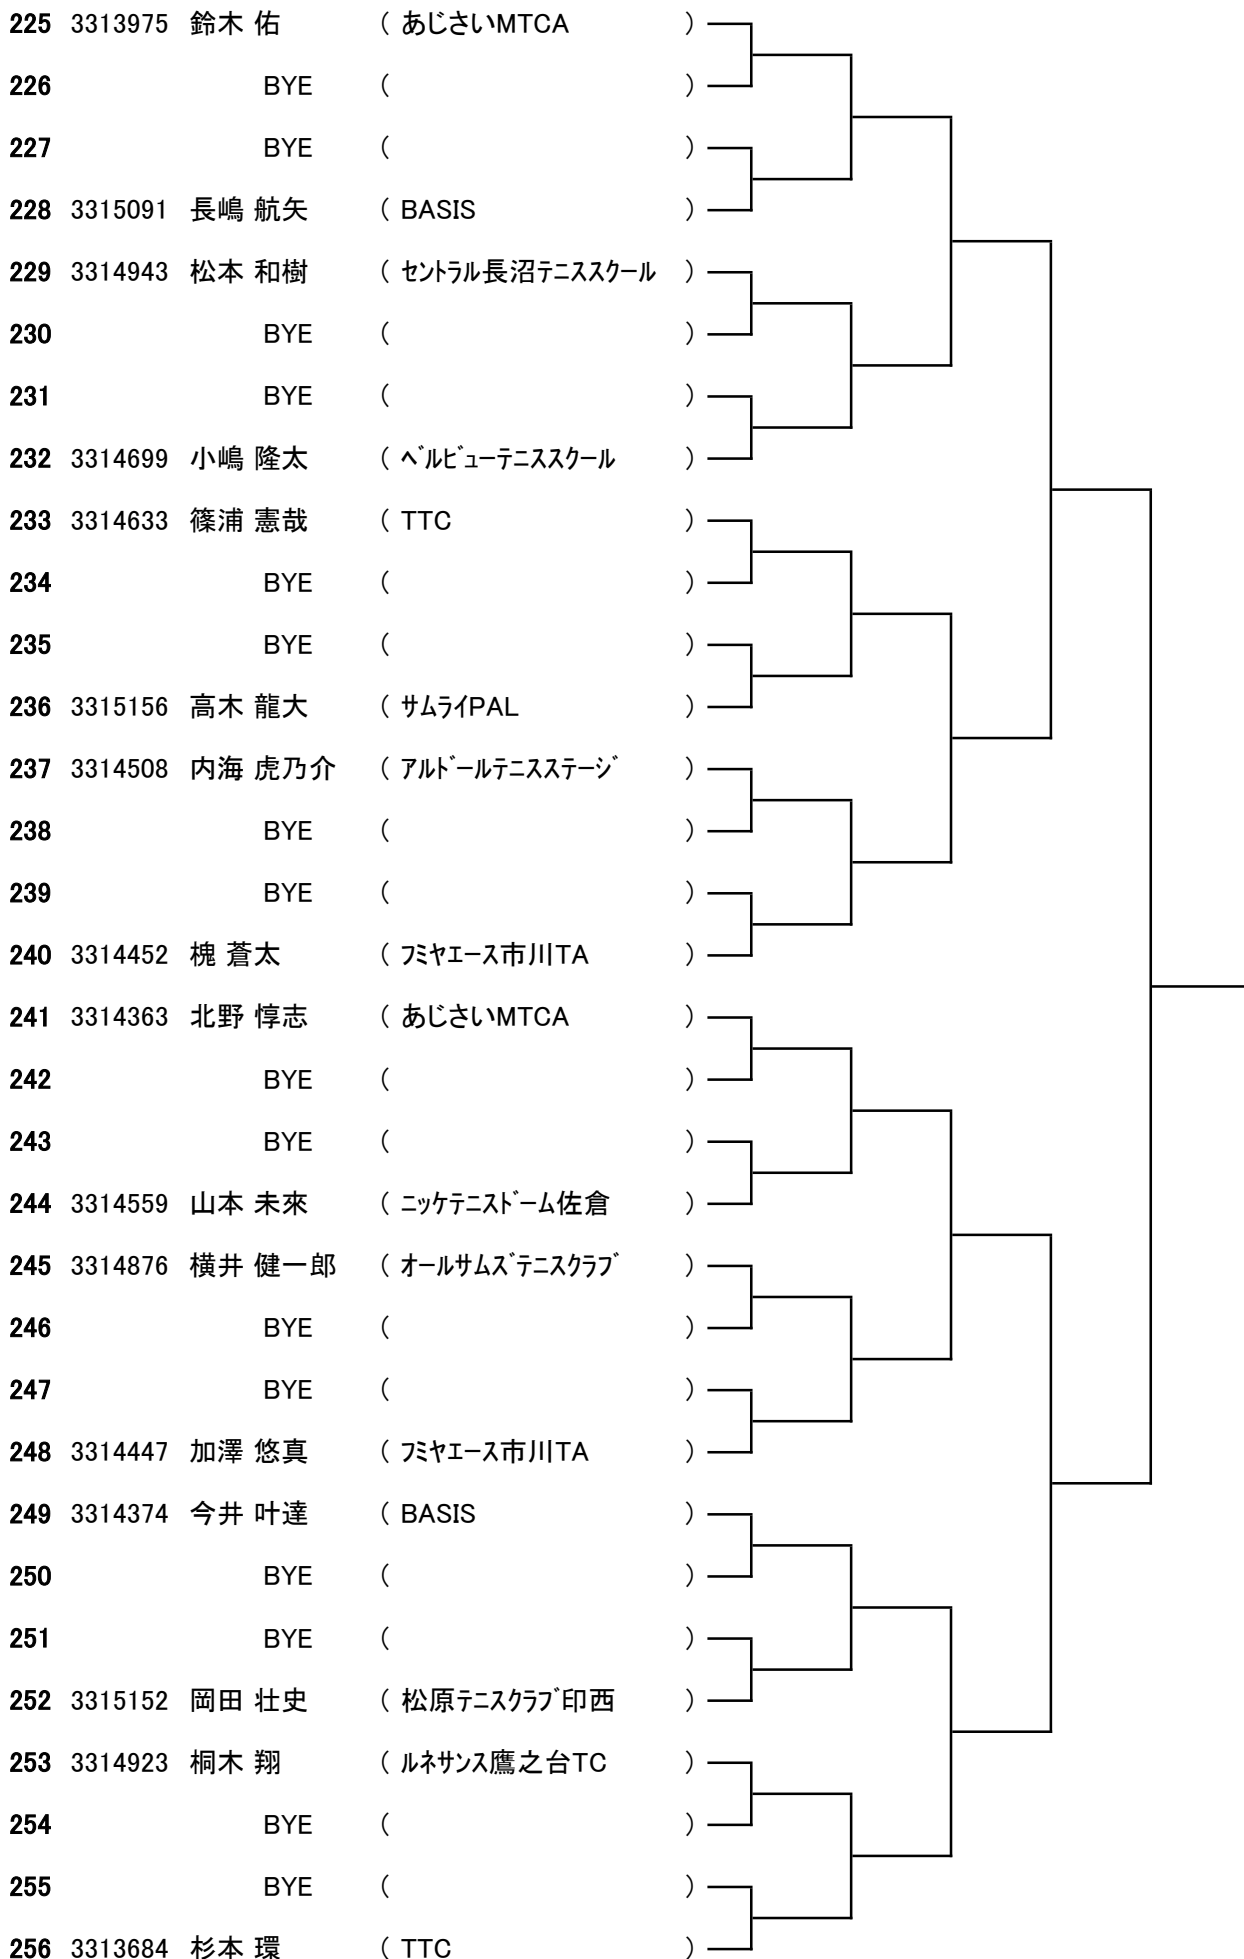 225 3313975 鈴木 佑 ( あじさいMTCA )
226 BYE ( )
227 BYE ( )
228 3315091 長嶋 航矢 ( BASIS )
229 3314943 松本 和樹 ( ｾﾝﾄﾗﾙ長沼ﾃﾆｽｽｸｰﾙ )
230 BYE ( )
231 BYE ( )
232 3314699 小嶋 隆太 ( ﾍﾞﾙﾋﾞｭｰﾃﾆｽｽｸｰﾙ )
233 3314633 篠浦 憲哉 ( TTC )
234 BYE ( )
235 BYE ( )
236 3315156 高木 龍大 ( ｻﾑﾗｲPAL )
237 3314508 内海 虎乃介 ( ｱﾙﾄﾞｰﾙﾃﾆｽｽﾃｰｼﾞ )
238 BYE ( )
239 BYE ( )
240 3314452 槐 蒼太 ( ﾌﾐﾔｴｰｽ市川TA )
241 3314363 北野 惇志 ( あじさいMTCA )
242 BYE ( )
243 BYE ( )
244 3314559 山本 未來 ( ﾆｯｹﾃﾆｽﾄﾞｰﾑ佐倉 )
245 3314876 横井 健一郎 ( ｵｰﾙｻﾑｽﾞﾃﾆｽｸﾗﾌﾞ )
246 BYE ( )
247 BYE ( )
248 3314447 加澤 悠真 ( ﾌﾐﾔｴｰｽ市川TA )
249 3314374 今井 叶達 ( BASIS )
250 BYE ( )
251 BYE ( )
252 3315152 岡田 壮史 ( 松原ﾃﾆｽｸﾗﾌﾞ印西 )
253 3314923 桐木 翔 ( ﾙﾈｻﾝｽ鷹之台TC )
254 BYE ( )
255 BYE ( )
256 3313684 杉本 環 ( TTC )